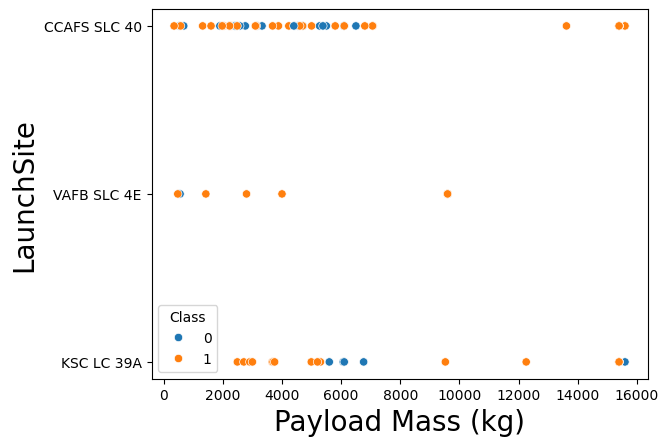 CCAFS SLC 40
VAFB SLC 4E
KSC LC 39A
LaunchSite
Class
0
1
0 2000 4000 6000 8000 10000 12000 14000 16000
Payload Mass (kg)